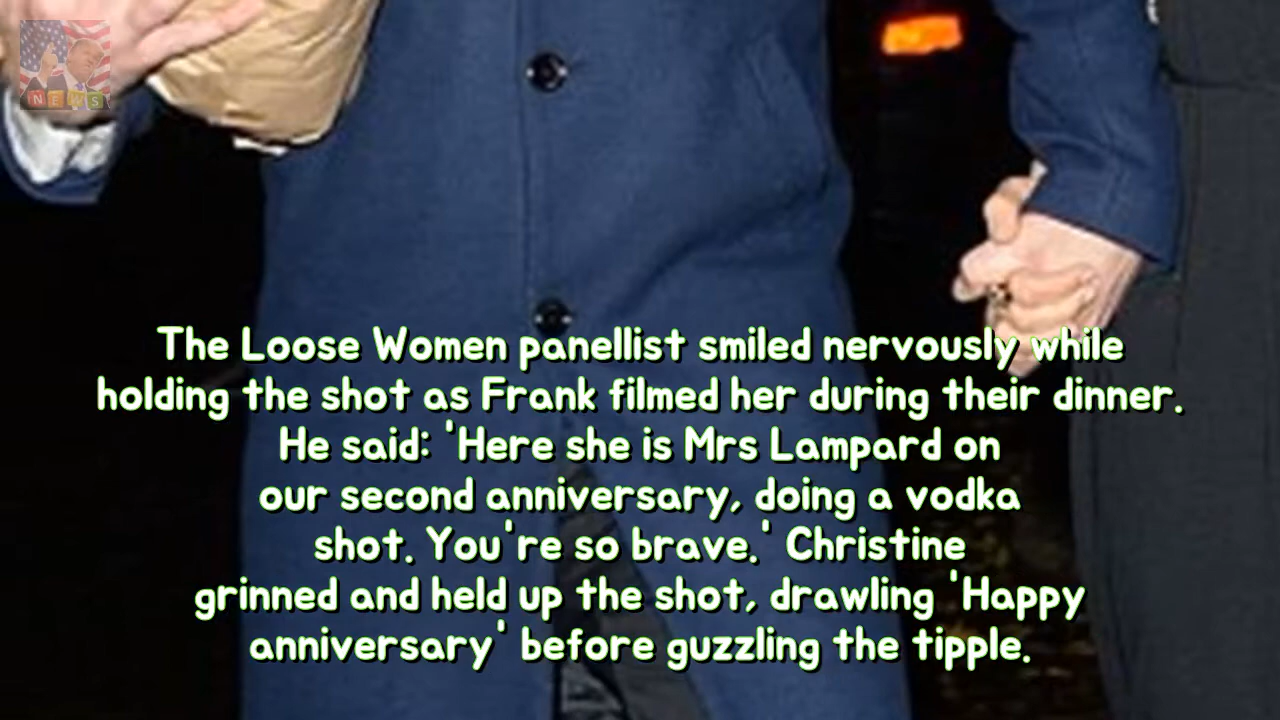 NEWS
The Loose Women panellist smiled nervously while
holding the shot as Frank filmed her during their dinner.
He said: 'Here she is Mrs Lampard on
our second anniversary, doing a vodka
shot. You're so brave.' Christine
grinned and held up the shot, drawling 'Happy
anniversary' before guzzling the tipple.